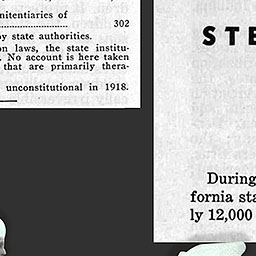 nitentiaries of
302
by state authorities.
on laws, the state institu-
No account is here taken
that are primarily thera-
unconstitutional in 1918.
STE
During
fornia sta
ly 12,000